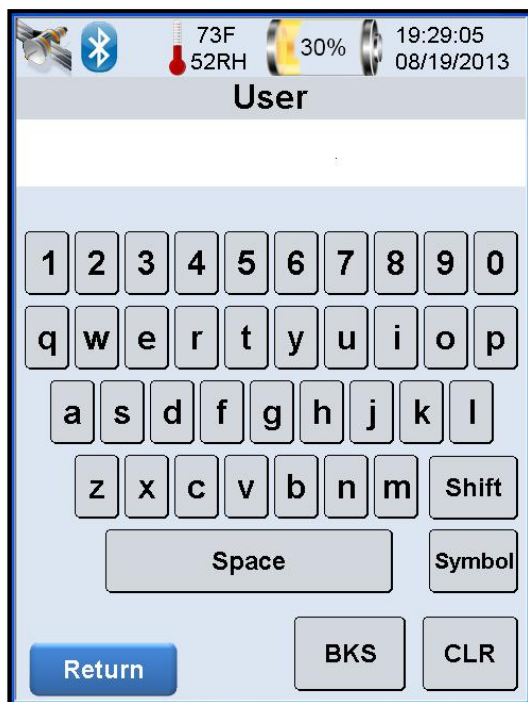 73F 30% 19:29:05
52RH 08/19/2013
User
1 2 3 4 5 6 7 8 9 0
q w e r t y u i o p
a s d f g h j k l
z x c v b n m Shift
Space Symbol
Return BKS CLR